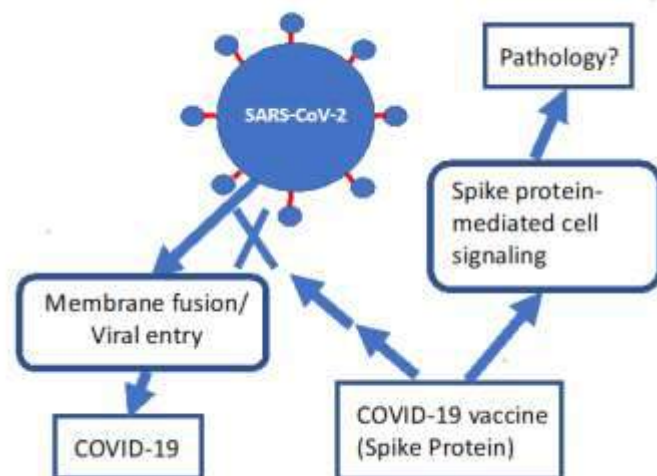 SARS-CoV-2
Pathology?
Spike protein-
mediated cell
signaling
Membrane fusion/
Viral entry
COVID-19
COVID-19 vaccine
(Spike Protein)